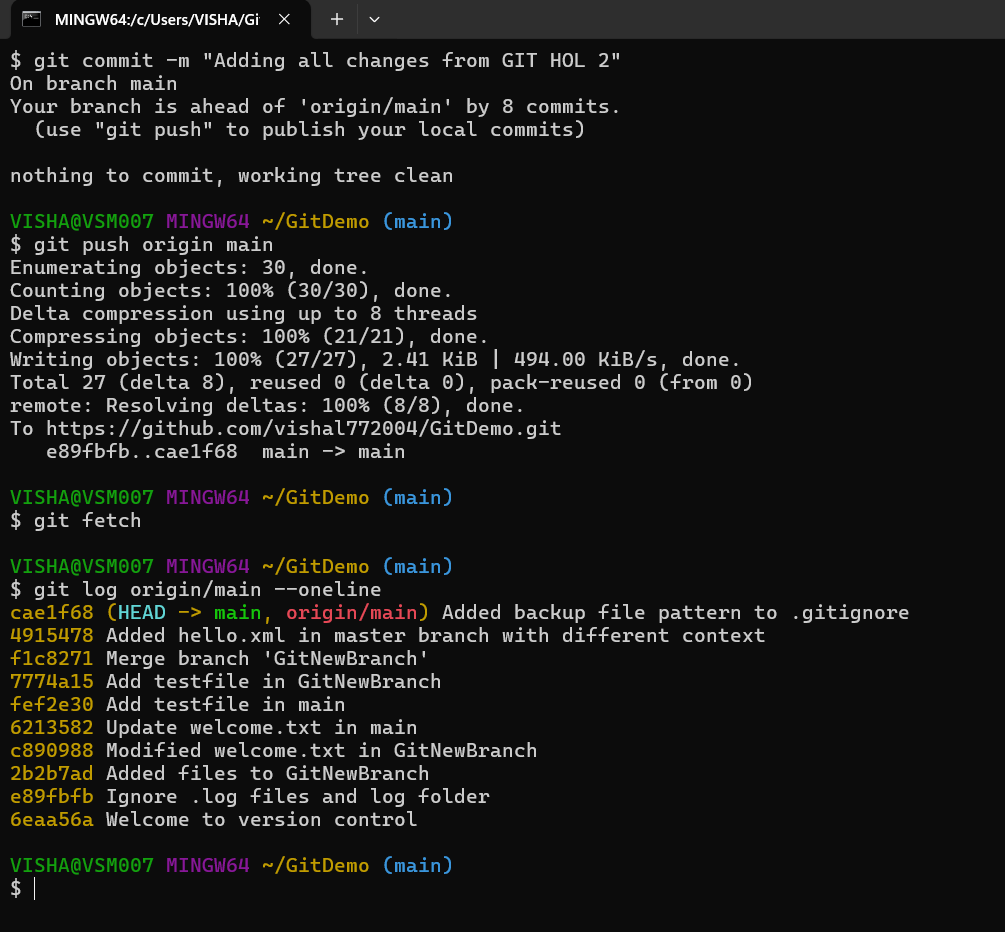 MINGW64:/c/Users/VISHA/Gi
$ git commit -m "Adding all changes from GIT HOL 2"
On branch main
Your branch is ahead of 'origin/main' by 8 commits.
  (use "git push" to publish your local commits)
nothing to commit, working tree clean
VISHA@VSM007 MINGW64 ~/GitDemo (main)
$ git push origin main
Enumerating objects: 30, done.
Counting objects: 100% (30/30), done.
Delta compression using up to 8 threads
Compressing objects: 100% (21/21), done.
Writing objects: 100% (27/27), 2.41 KiB | 494.00 KiB/s, done.
Total 27 (delta 8), reused 0 (delta 0), pack-reused 0 (from 0)
remote: Resolving deltas: 100% (8/8), done.
To https://github.com/vishal772004/GitDemo.git
   e89fbfb..cae1f68  main -> main
VISHA@VSM007 MINGW64 ~/GitDemo (main)
$ git fetch
VISHA@VSM007 MINGW64 ~/GitDemo (main)
$ git log origin/main --oneline
cae1f68 (HEAD -> main, origin/main) Added backup file pattern to .gitignore
4915478 Added hello.xml in master branch with different context
f1c8271 Merge branch 'GitNewBranch'
7774a15 Add testfile in GitNewBranch
fef2e30 Add testfile in main
6213582 Update welcome.txt in main
c890988 Modified welcome.txt in GitNewBranch
2b2b7ad Added files to GitNewBranch
e89fbfb Ignore .log files and log folder
6eaa56a Welcome to version control
VISHA@VSM007 MINGW64 ~/GitDemo (main)
$